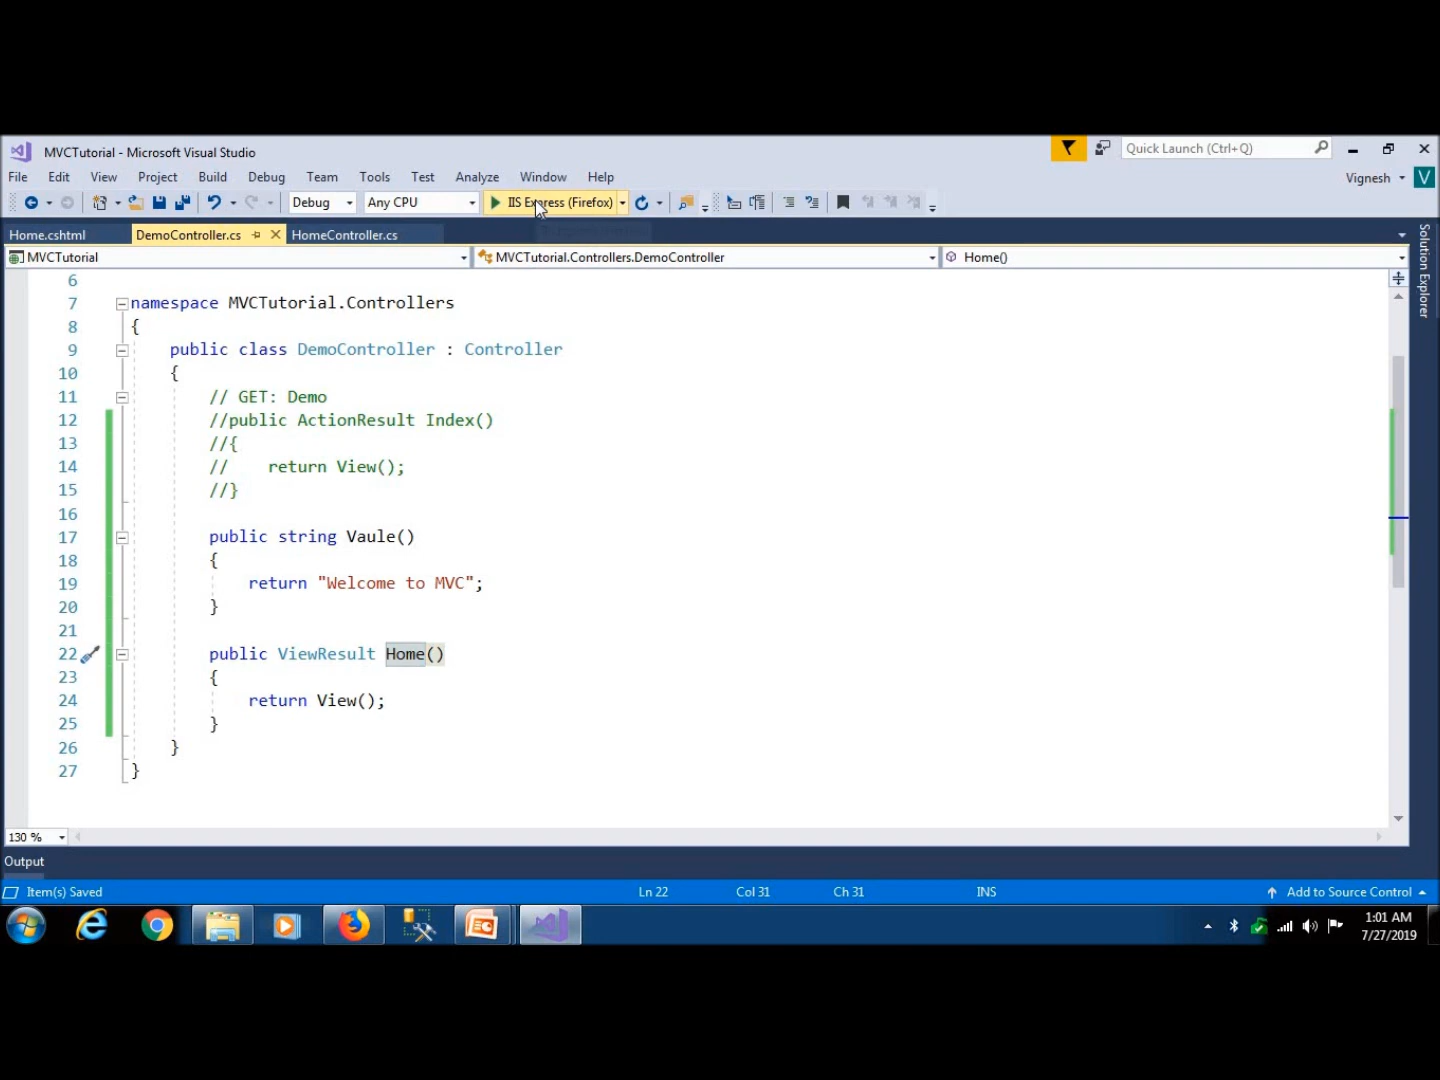 MVCTutorial - Microsoft Visual Studio
Quick Launch (Ctrl+Q)
File Edit View Project Build Debug Team Tools Test Analyze Window Help
Vignesh V
Debug Any CPU IIS Express (Firefox)
Home.cshtml DemoController.cs HomeController.cs
MVCTutorial MVCTutorial.Controllers.DemoController Home()
Solution Explorer
6
7 namespace MVCTutorial.Controllers
8 {
9 public class DemoController : Controller
10 {
11 // GET: Demo
12 //public ActionResult Index()
13 //{
14 // return View();
15 //}
16
17 public string Vaule()
18 {
19 return "Welcome to MVC";
20 }
21
22 public ViewResult Home()
23 {
24 return View();
25 }
26 }
27 }
130 %
Output
Item(s) Saved Ln 22 Col 31 Ch 31 INS Add to Source Control
1:01 AM
7/27/2019